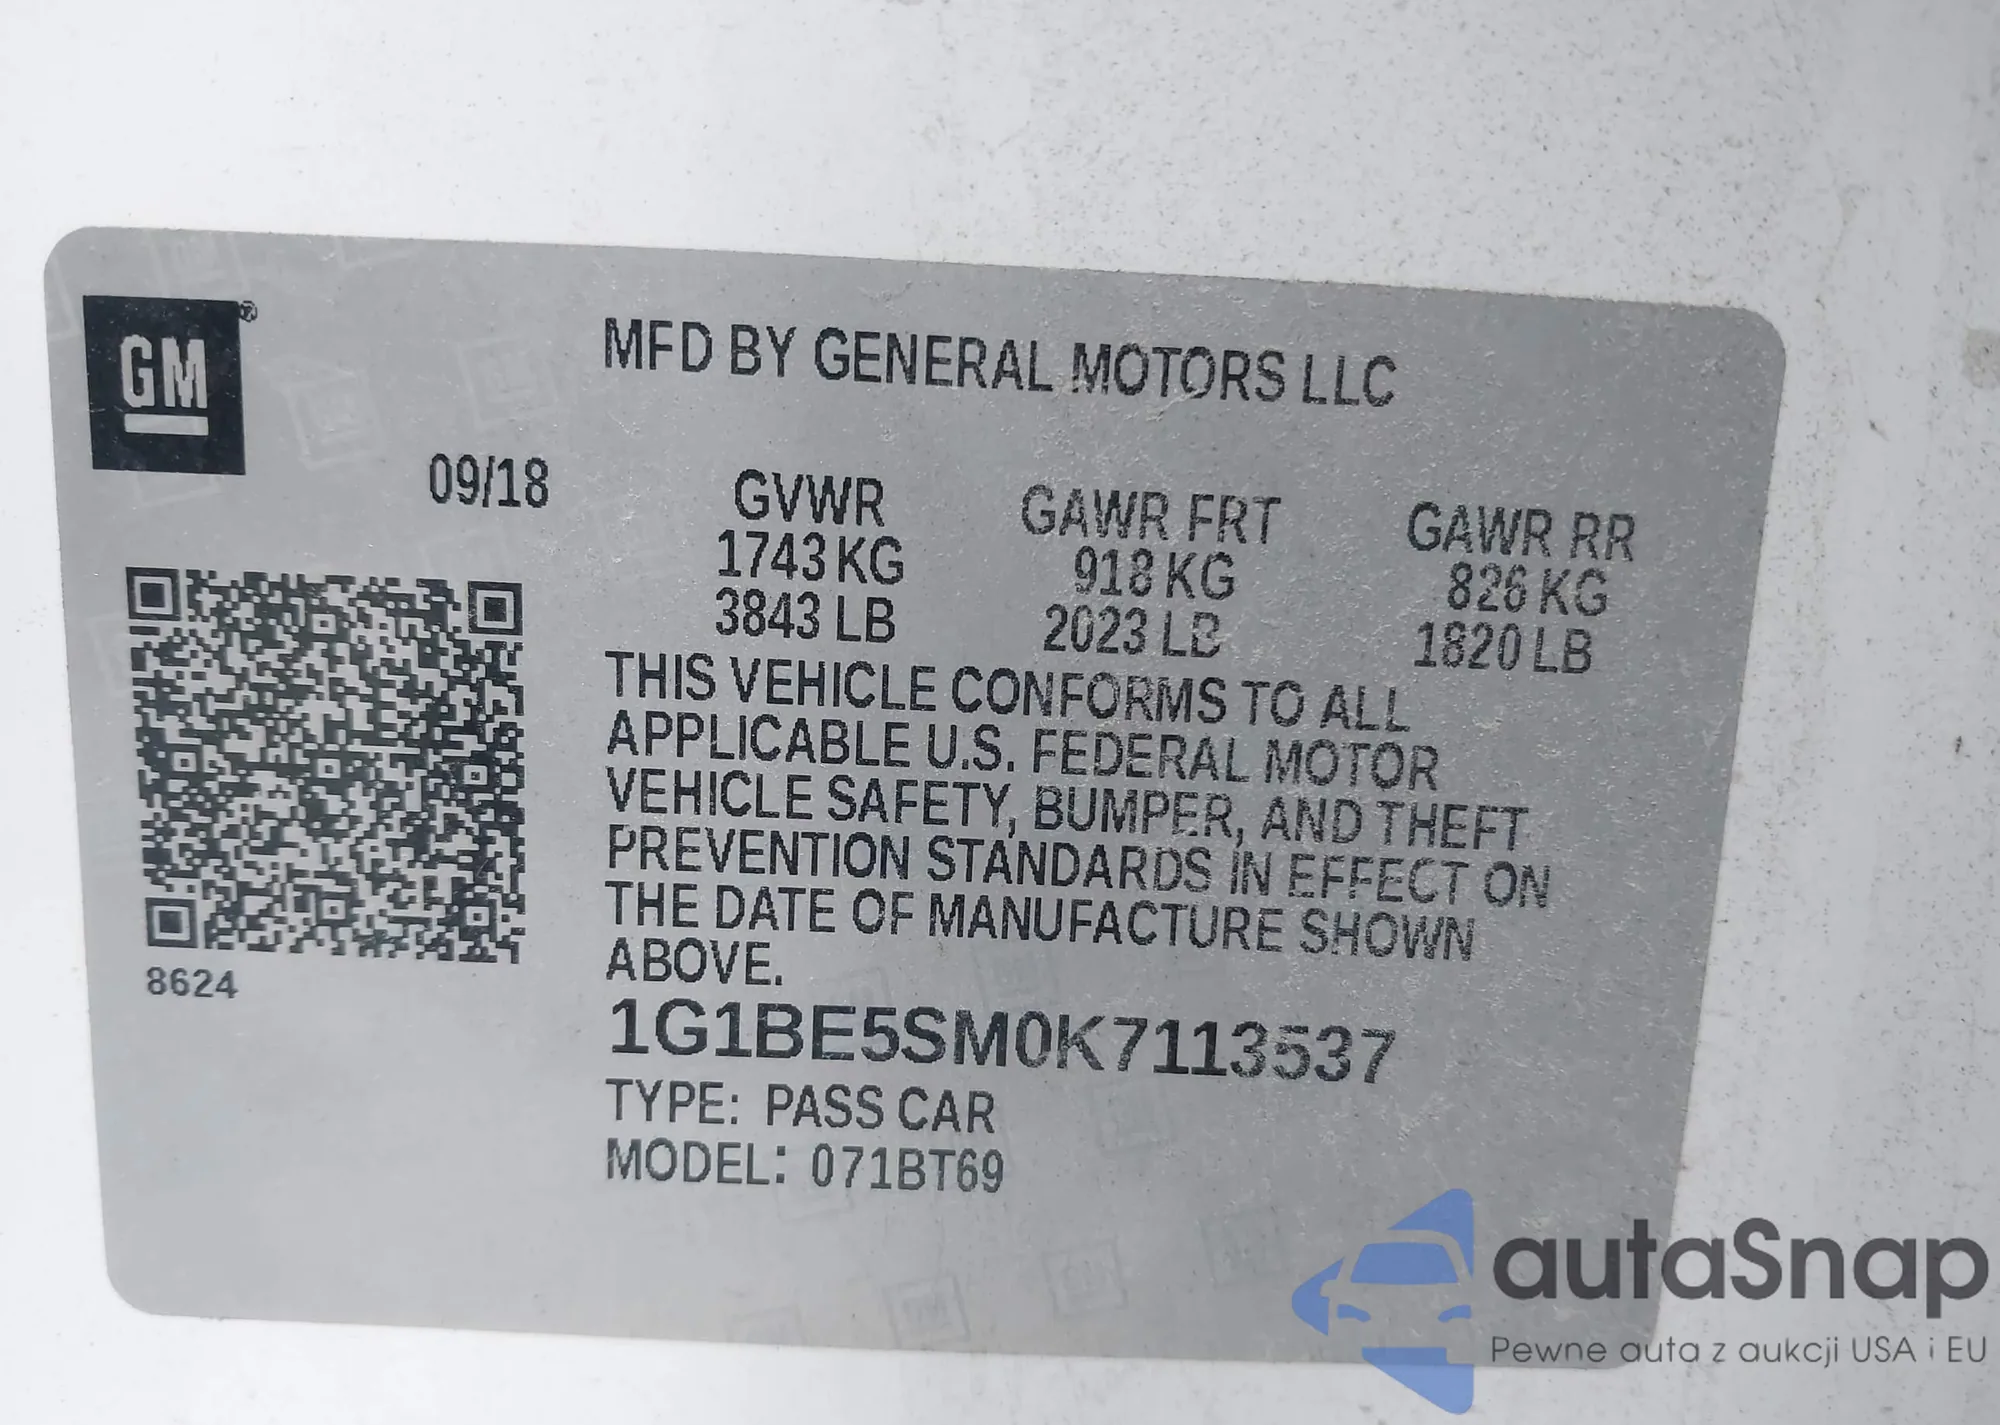 GM®
MFD BY GENERAL MOTORS LLC
09/18
GVWR GAWR FRT GAWR RR
1743 KG 918 KG 826 KG
3843 LB 2023 LB 1820 LB
THIS VEHICLE CONFORMS TO ALL
APPLICABLE U.S. FEDERAL MOTOR
VEHICLE SAFETY, BUMPER, AND THEFT
PREVENTION STANDARDS IN EFFECT ON
THE DATE OF MANUFACTURE SHOWN
ABOVE.
8624
1G1BE5SM0K7113537
TYPE: PASS CAR
MODEL: 071BT69
autaSnap
Pewne auta z aukcji USA i EU